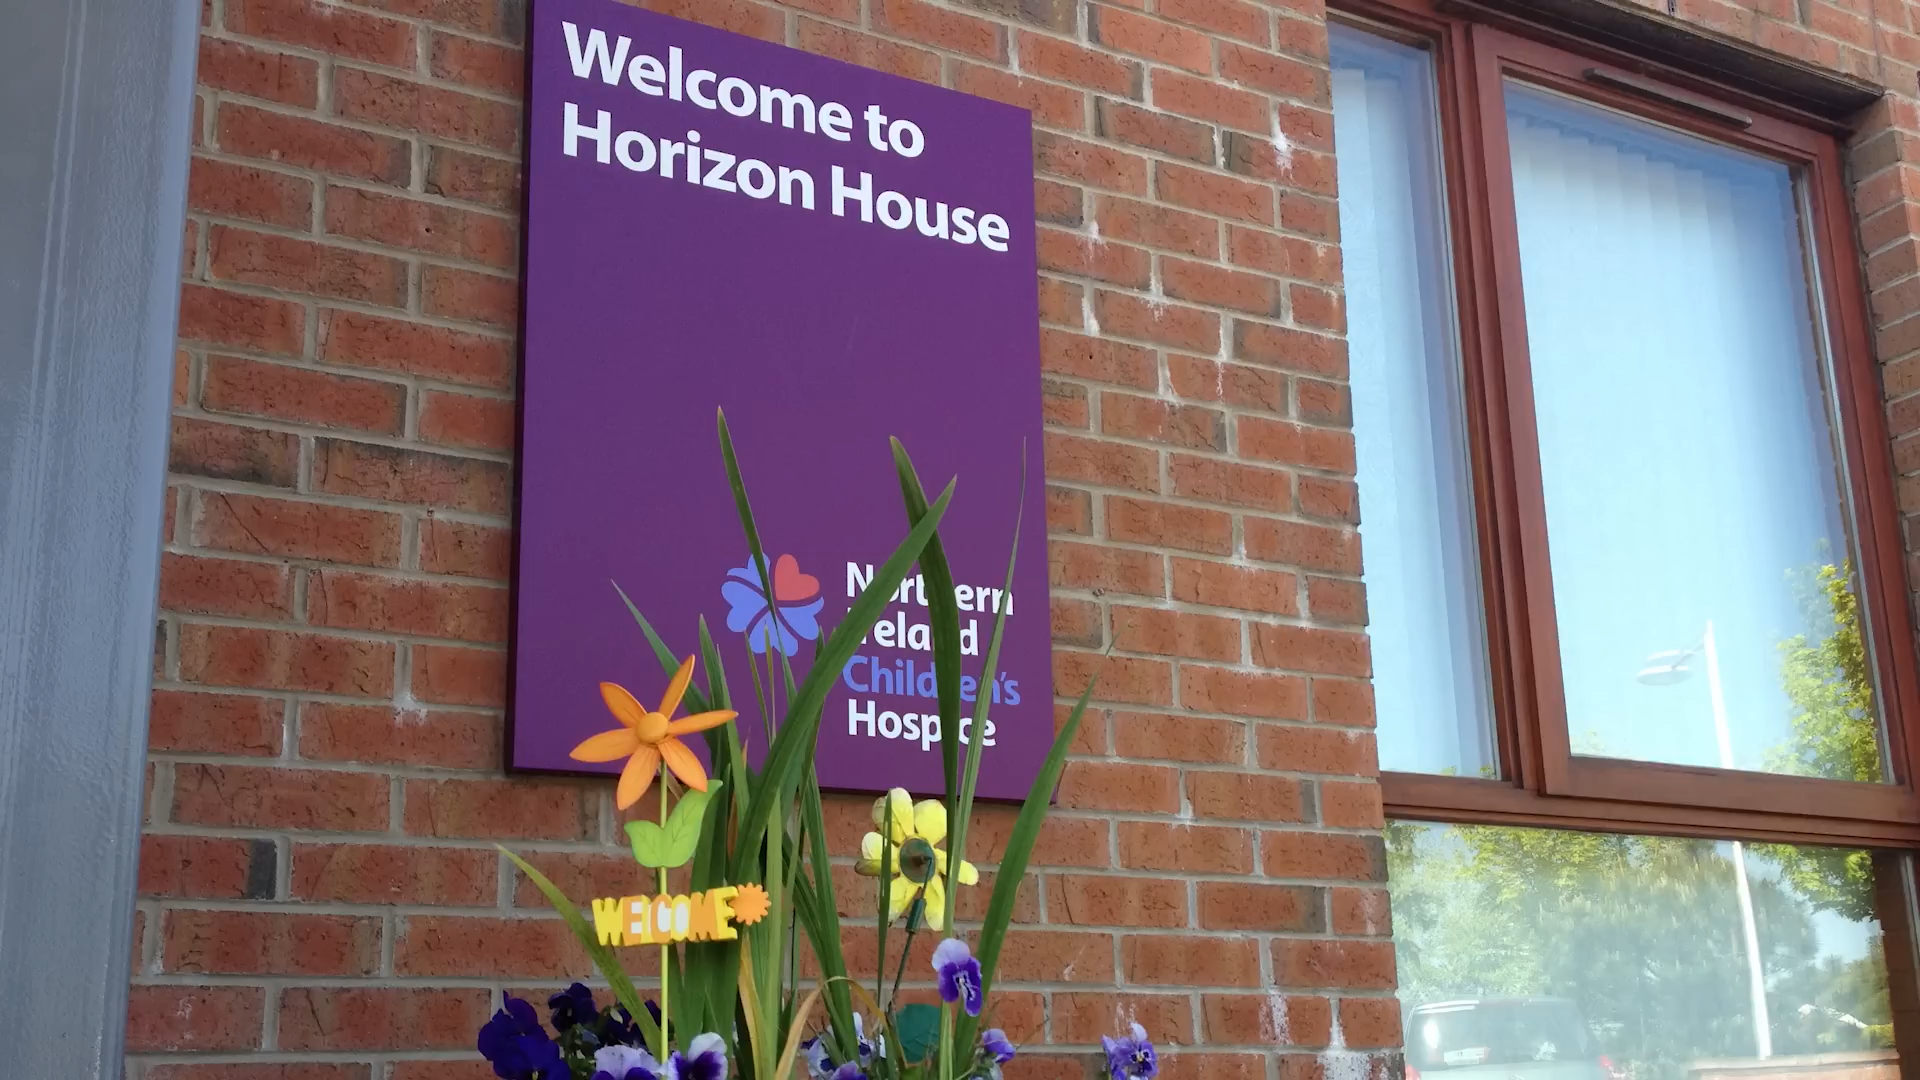 Welcome to
Horizon House
Northern
Ireland
Children's
Hospice
WELCOME